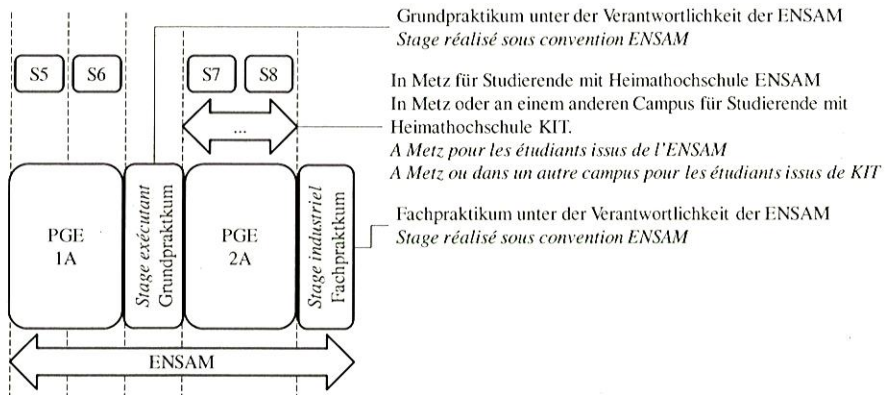 Grundpraktikum unter der Verantwortlichkeit der ENSAM
Stage réalisé sous convention ENSAM
S5 S6 S7 S8
In Metz für Studierende mit Heimathochschule ENSAM
In Metz oder an einem anderen Campus für Studierende mit
Heimathochschule KIT.
...
A Metz pour les étudiants issus de l'ENSAM
A Metz ou dans un autre campus pour les étudiants issus de KIT
PGE
1A
Stage exécutant
Grundpraktkum
PGE
2A
Stage industriel
Fachpraktkum
Fachpraktikum unter der Verantwortlichkeit der ENSAM
Stage réalisé sous convention ENSAM
ENSAM